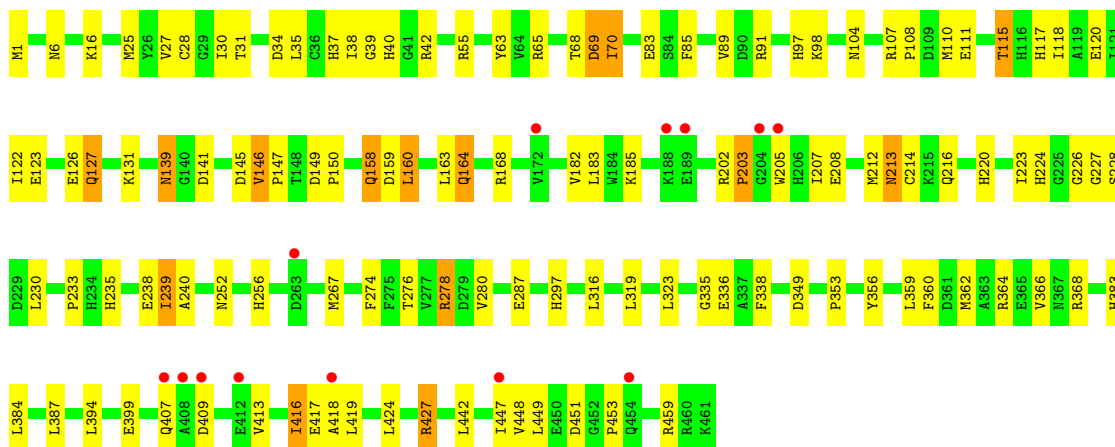 M1 N6 K16 M25 Y26 V27 C28 G29 I30 T31 D34 L35 C36 H37 I38 G39 H40 G41 R42 R55 Y63 V64 R65 T68 D69 I70 E83 S84 F85 V89 D90 R91 H97 K98 N104 R107 P108 D109 M110 E111 T115 H116 H117 I118 A119 E120 I121
I122 E123 E126 Q127 K131 N139 G140 D141 D145 V146 P147 T148 D149 P150 Q158 D159 L160 L163 Q164 R168 V172 V182 L183 W184 K185 K188 E189 R202 P203 G204 W205 H206 I207 E208 M212 N213 C214 K215 Q216 H220 I223 H224 G225 G226 G227 S228
D229 L230 P233 H234 H235 E238 I239 A240 N252 H256 D263 M267 F274 F275 T276 V277 R278 D279 V280 E287 H297 L316 L319 L323 G335 E336 A337 F338 D349 P353 Y356 L359 F360 D361 M362 A363 R364 E365 V366 N367 R368 H383
L384 L387 L394 E399 Q407 A408 D409 E412 V413 I416 E417 A418 L419 L424 R427 L442 I447 V448 L449 E450 D451 G452 P453 Q454 R459 R460 K461